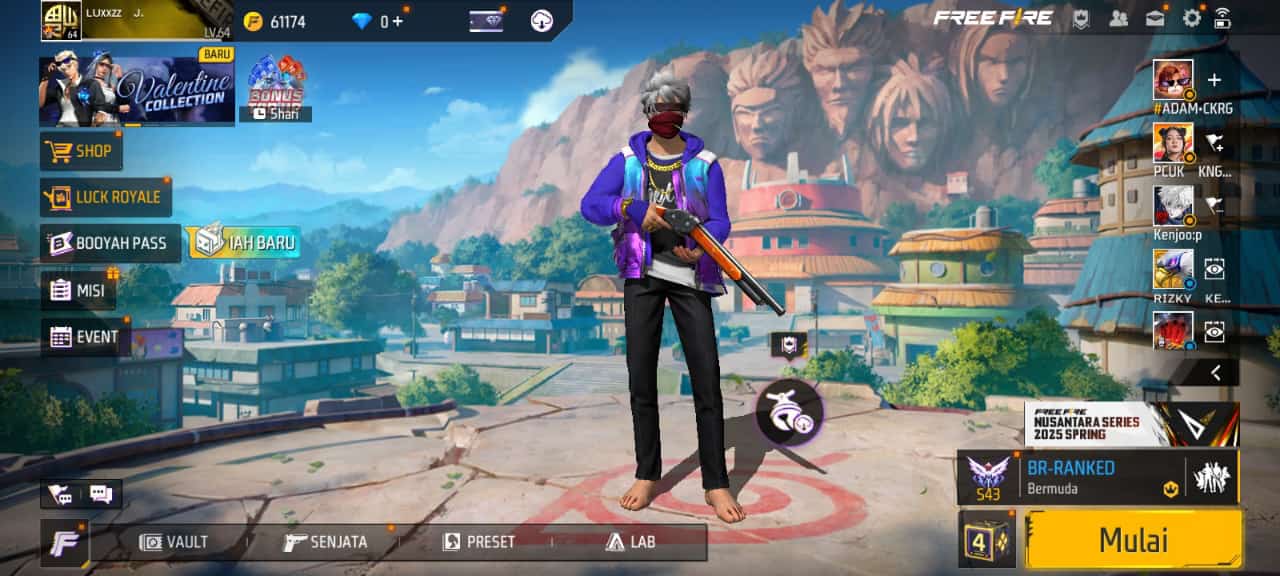 LUXXZZ J.
64
LV.64
61174
0 +
FREE FIRE
BARU
Valentine
COLLECTION
BONUS
5hari
SHOP
LUCK ROYALE
BOOYAH PASS
IAH BARU
MISI
EVENT
#ADAM•CKRG
PCUK KNG...
Kenjoo:p
RIZKY KE...
FREE FIRE
NUSANTARA SERIES
2025 SPRING
BR-RANKED
Bermuda
S43
4
Mulai
VAULT
SENJATA
PRESET
LAB